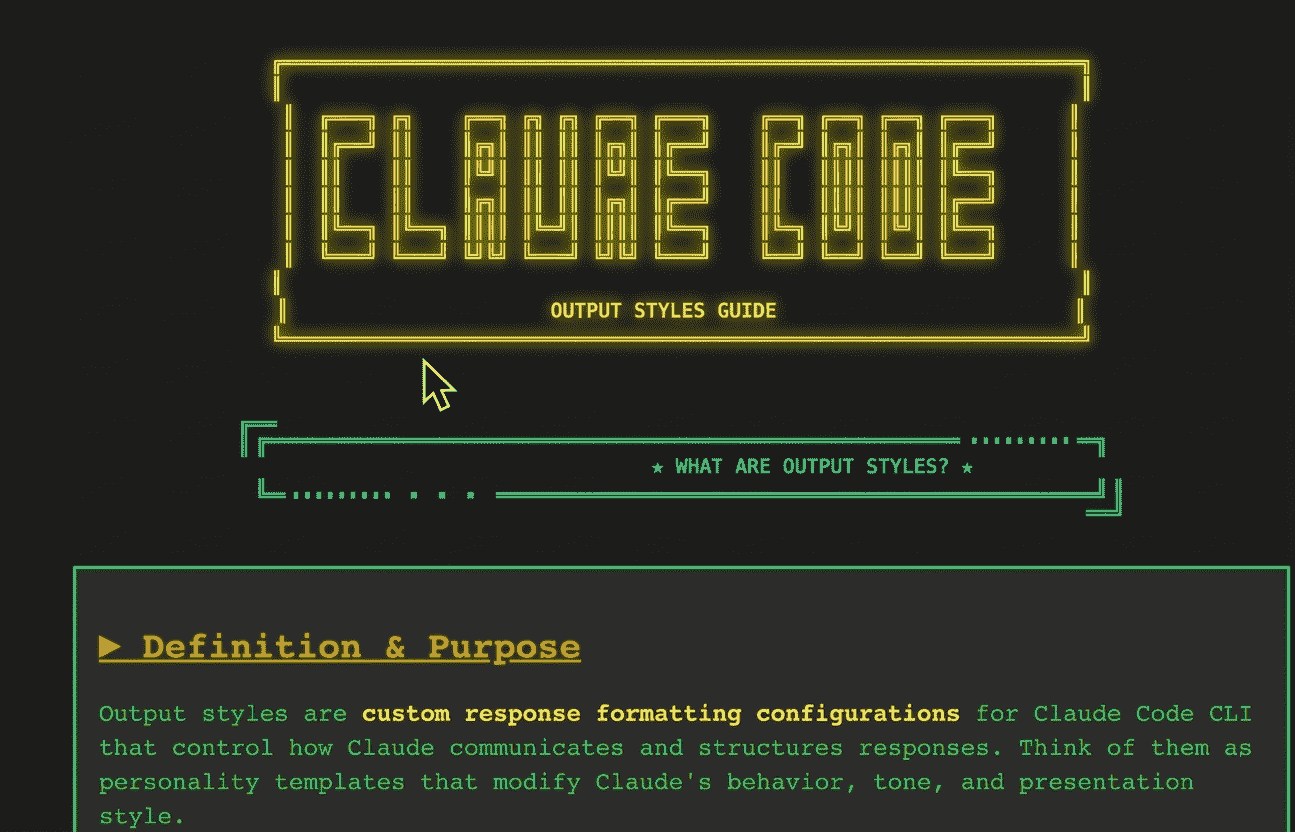 CLAUAE CODE
OUTPUT STYLES GUIDE
★ WHAT ARE OUTPUT STYLES? ★
► Definition & Purpose
Output styles are custom response formatting configurations for Claude Code CLI
that control how Claude communicates and structures responses. Think of them as
personality templates that modify Claude's behavior, tone, and presentation
style.